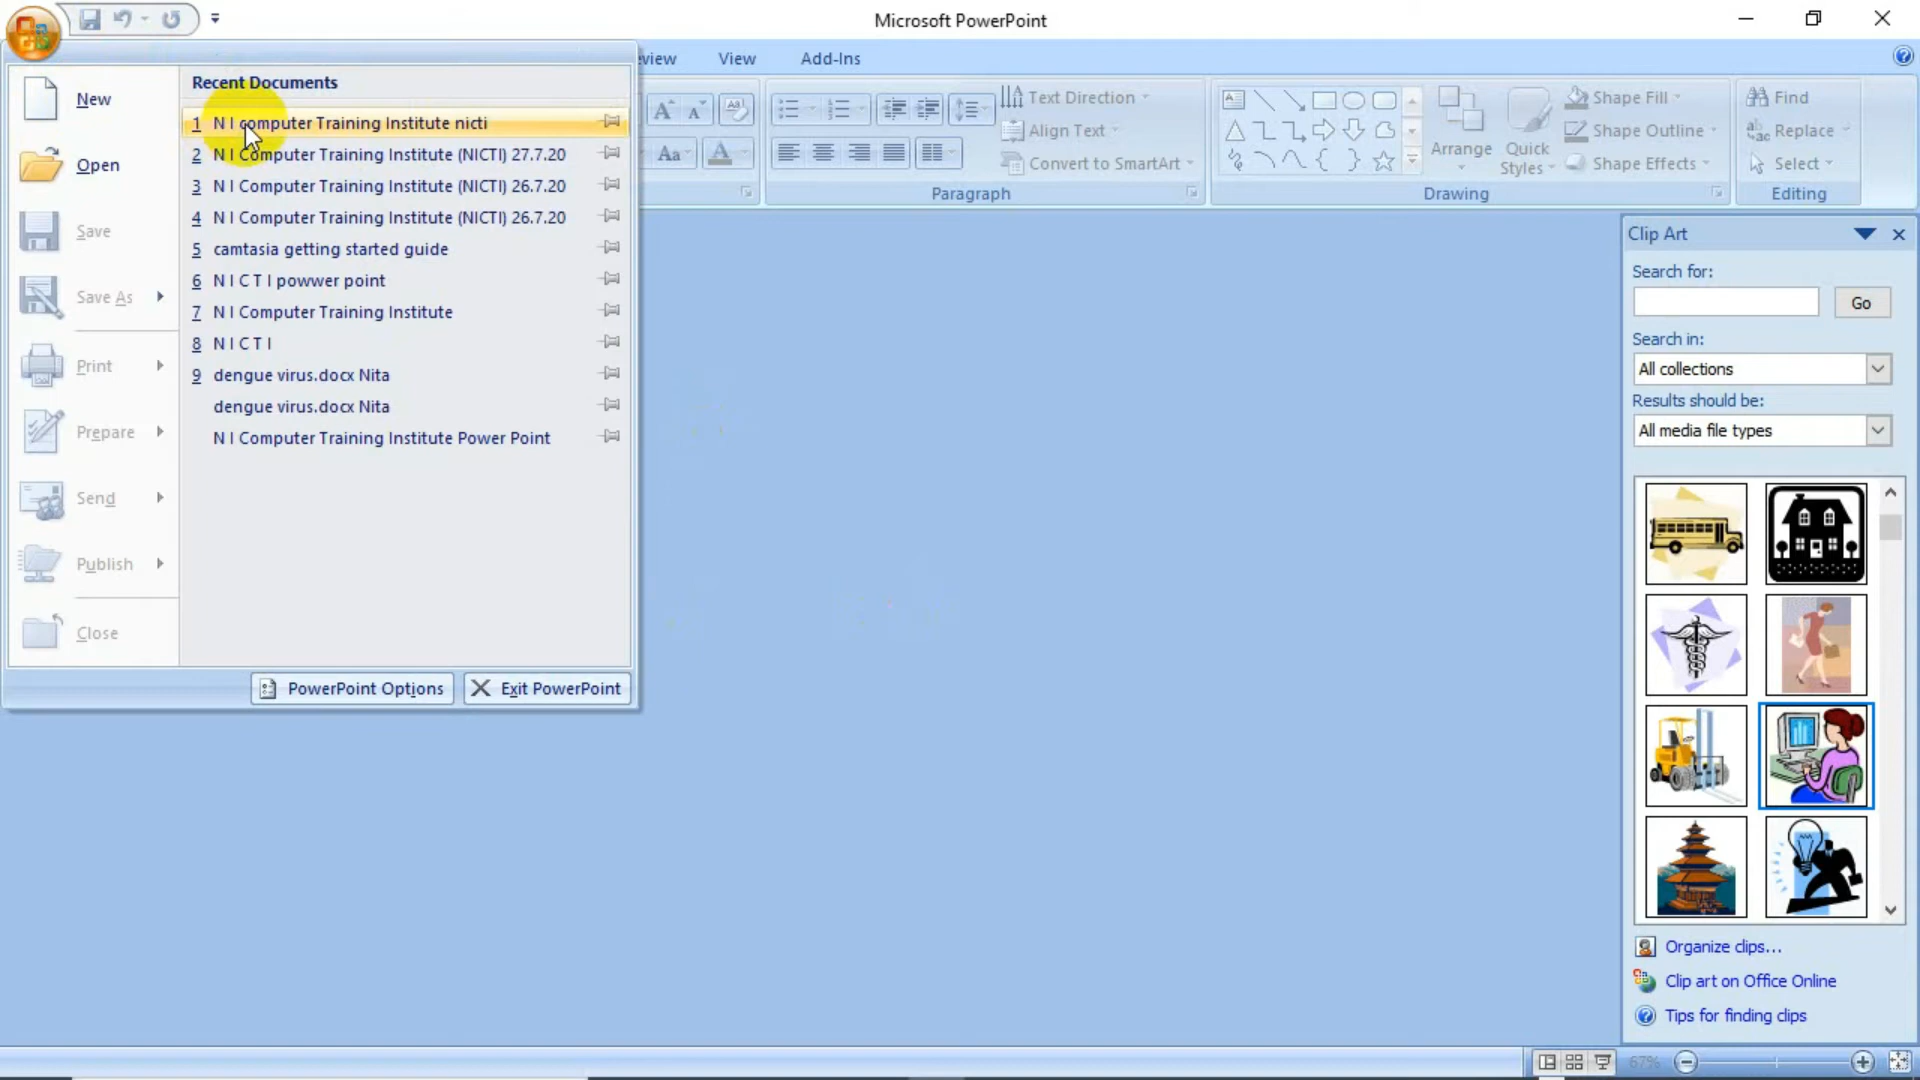 Microsoft PowerPoint
eview
View
Add-Ins
New
Open
Save
Save As
Print
Prepare
Send
Publish
Close
Recent Documents
1 N I computer Training Institute nicti
2 N I Computer Training Institute (NICTI) 27.7.20
3 N I Computer Training Institute (NICTI) 26.7.20
4 N I Computer Training Institute (NICTI) 26.7.20
5 camtasia getting started guide
6 N I C T I powwer point
7 N I Computer Training Institute
8 N I C T I
9 dengue virus.docx Nita
dengue virus.docx Nita
N I Computer Training Institute Power Point
PowerPoint Options
Exit PowerPoint
Aa
A
Text Direction
Align Text
Convert to SmartArt
Paragraph
Arrange
Quick
Styles
Shape Fill
Shape Outline
Shape Effects
Drawing
Find
Replace
Select
Editing
Clip Art
Search for:
Go
Search in:
All collections
Results should be:
All media file types
Organize clips...
Clip art on Office Online
Tips for finding clips
67%